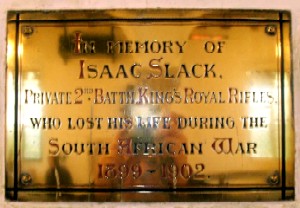 In memory of
Isaac Slack,
Private 2nd Battn King's Royal Rifles,
who lost his life during the
South African War
1899-1902.